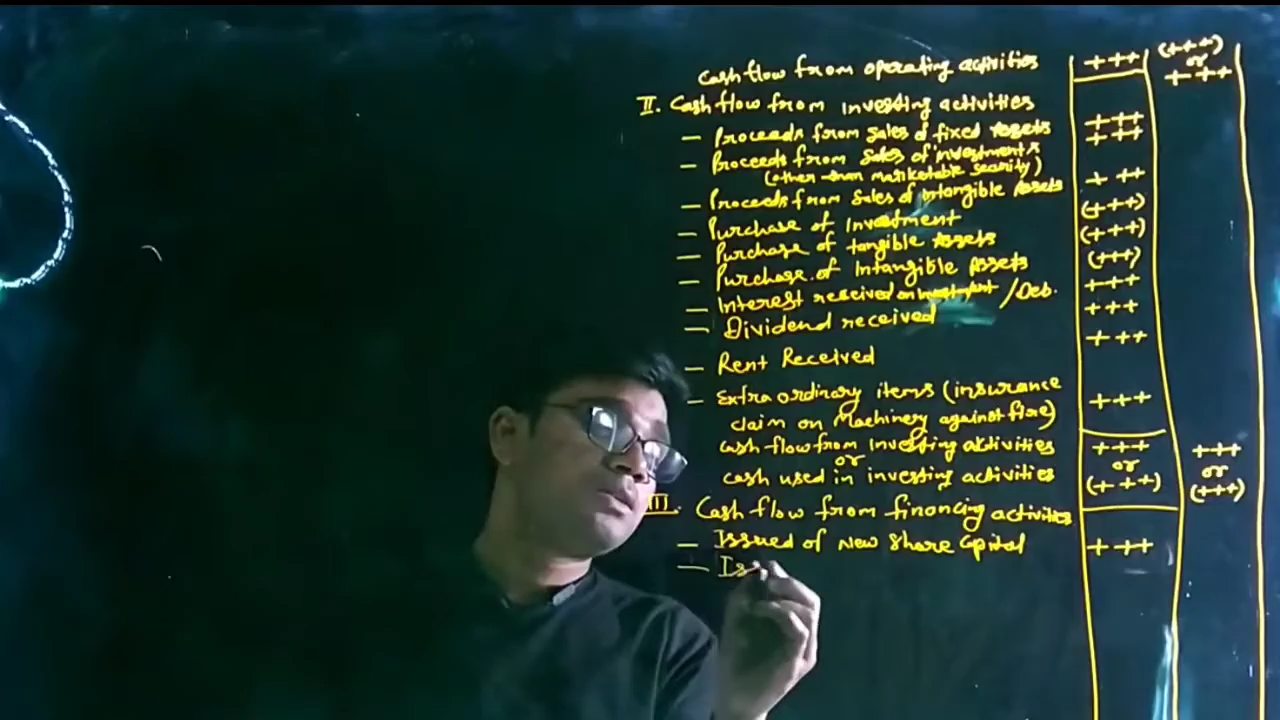 Cash flow from operating activities +++ (+++)
or
+++
II. Cash flow from investing activities
— Proceeds from sales of fixed Assets +++
— Proceeds from sales of investments +++
(other than marketable security)
— Proceeds from sales of intangible Assets +++
— Purchase of Investment (+++)
— Purchase of tangible Assets (+++)
— Purchase of Intangible Assets (+++)
— Interest received on Investment / Deb. +++
— Dividend received +++
— Rent Received +++
— Extra ordinary items (insurance
claim on Machinery against fire) +++
cash flow from investing activities +++ +++
or or or
cash used in investing activities (+++) (+++)
III. Cash flow from financing activities
— Issued of New Share Capital +++
— Is